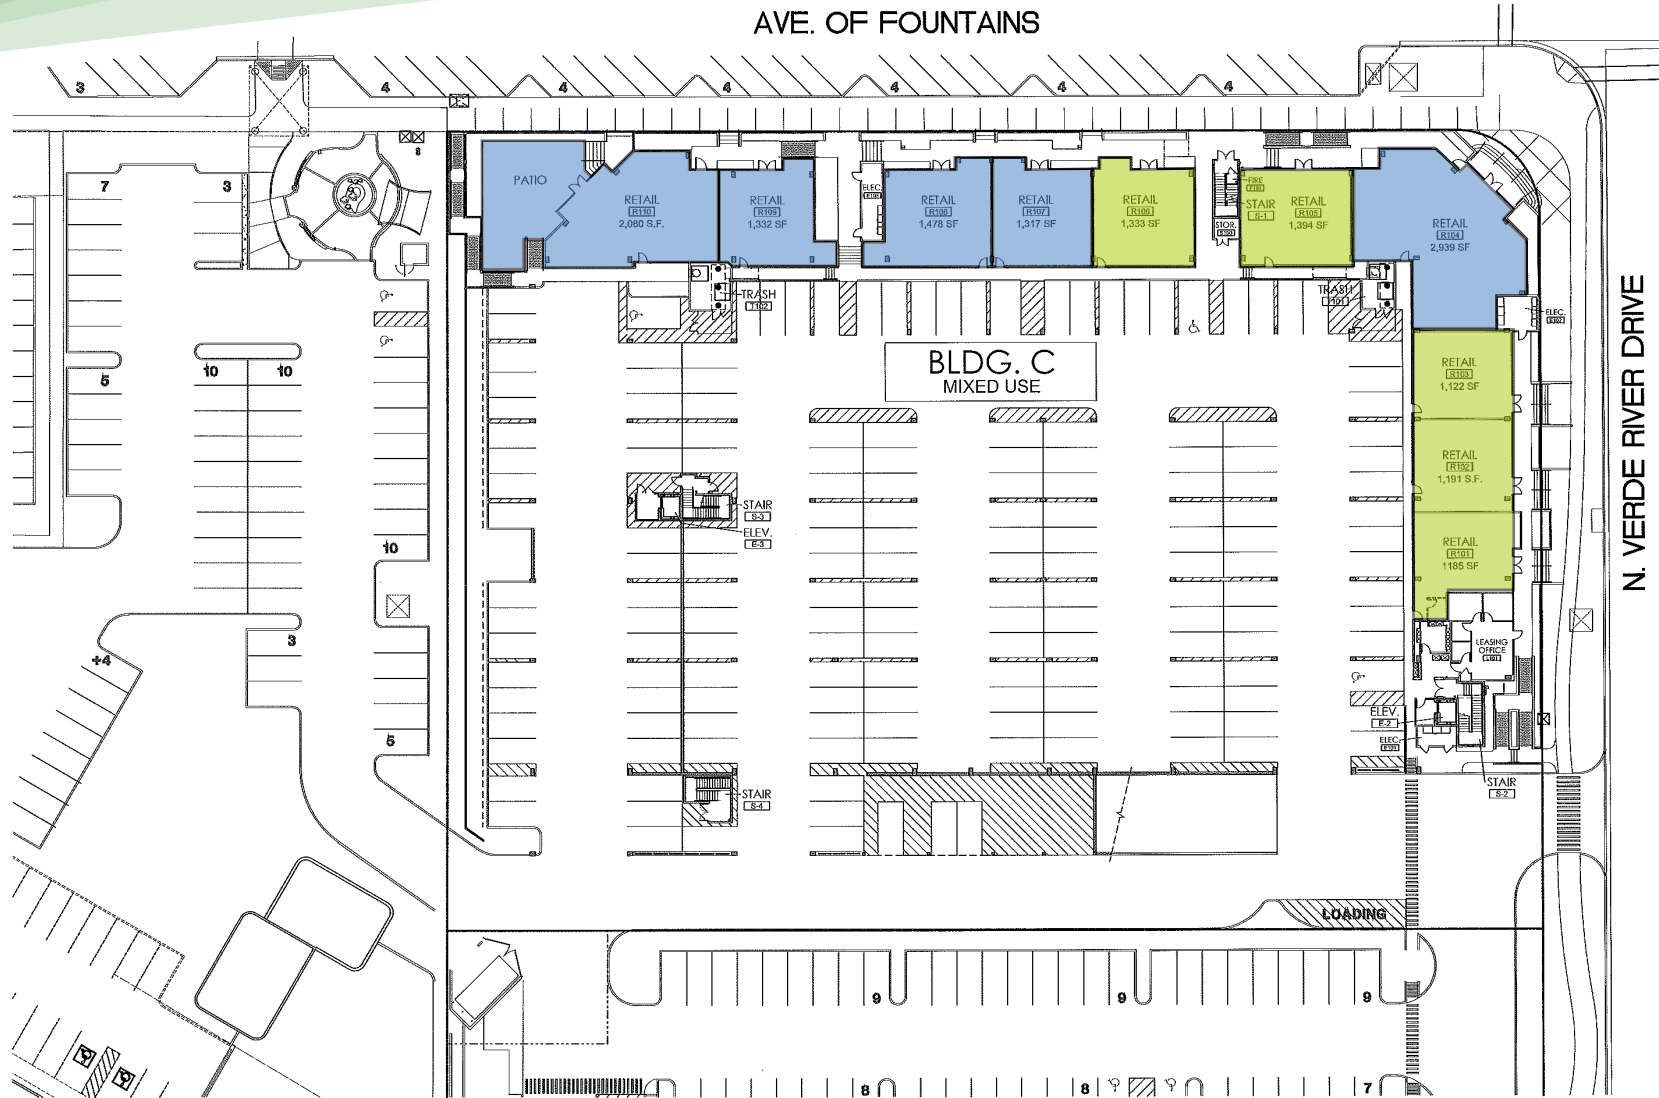 AVE. OF FOUNTAINS
3
4
4
4
4
4
4
8
7
3
PATIO
RETAIL
R110
2,080 S.F.
RETAIL
R109
1,332 SF
ELEC.
RETAIL
R108
1,478 SF
RETAIL
R107
1,317 SF
RETAIL
R106
1,333 SF
FIRE
STAIR
S-1
STOR.
RETAIL
R105
1,394 SF
RETAIL
R104
2,939 SF
TRASH
T102
TRASH
T101
ELEC.
BLDG. C
MIXED USE
N. VERDE RIVER DRIVE
RETAIL
R103
1,122 SF
5
10
10
RETAIL
R102
1,191 S.F.
STAIR
S-3
ELEV.
E-3
RETAIL
R101
1185 SF
10
3
+4
LEASING
OFFICE
ELEV.
E-2
ELEC.
5
STAIR
S-4
STAIR
S-2
LOADING
9
9
9
8
8
7